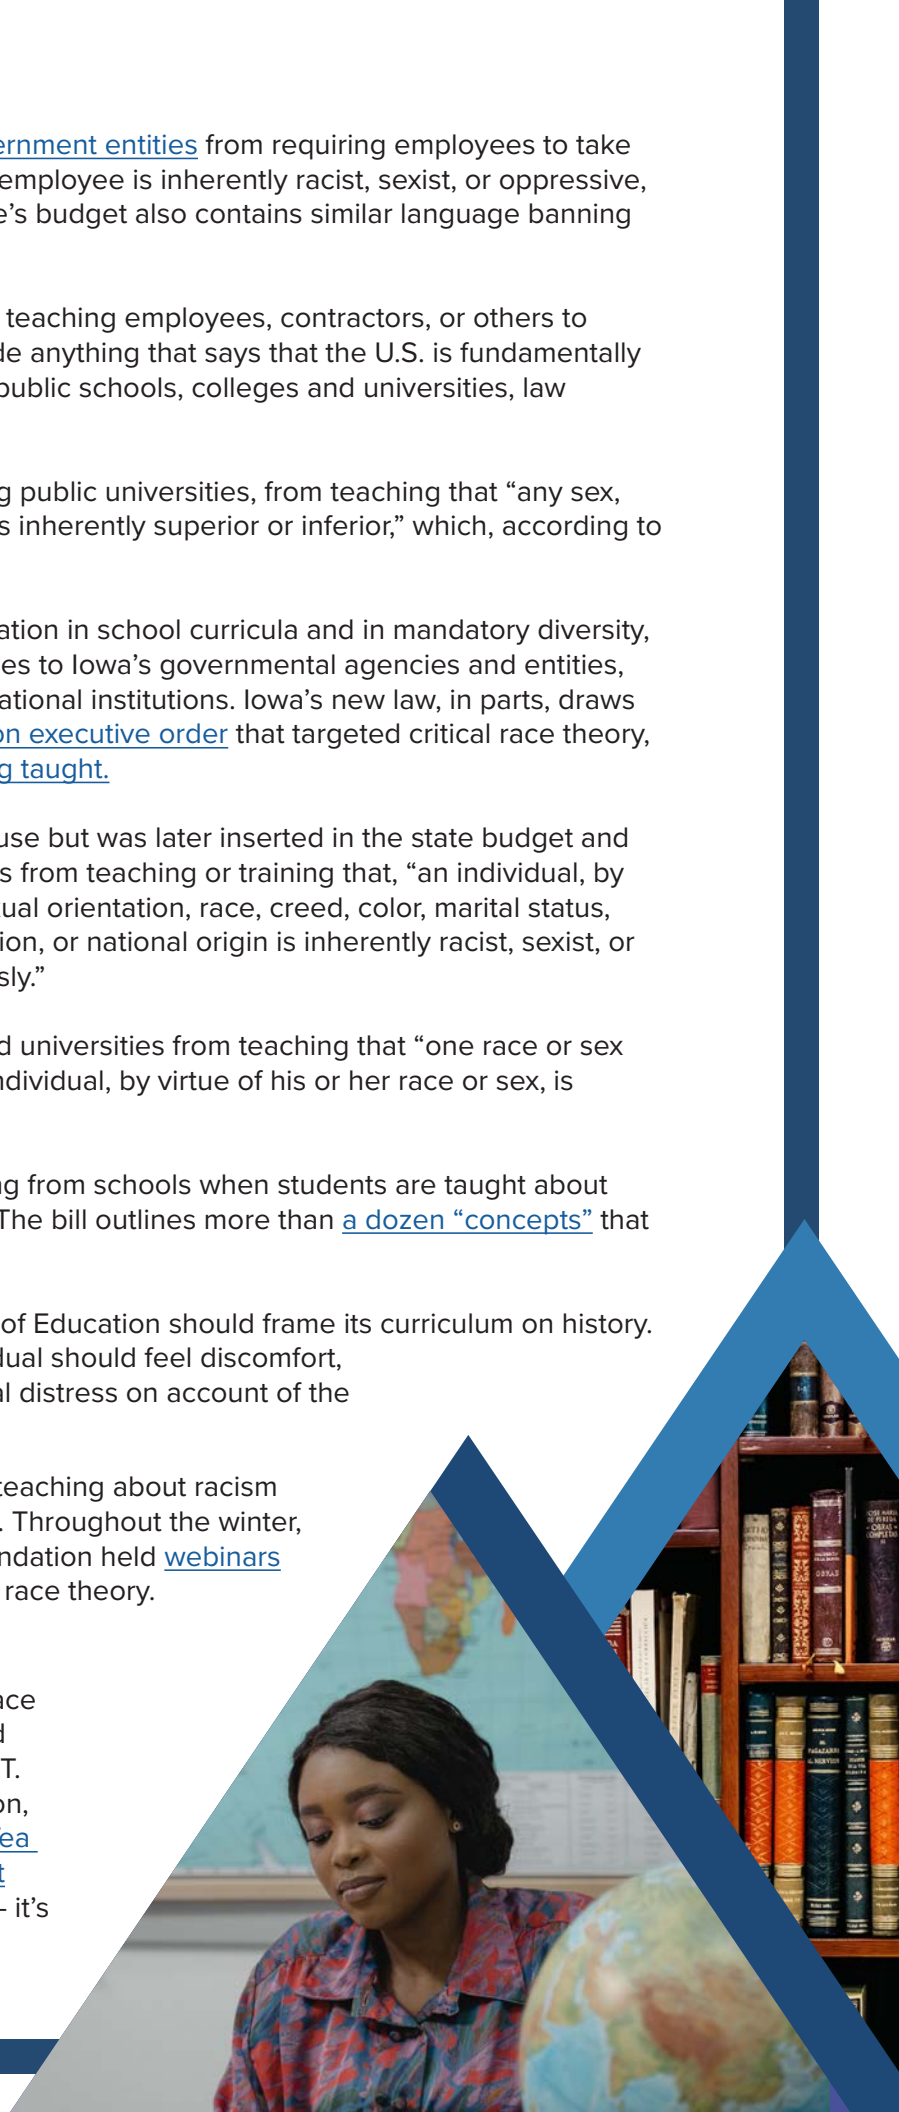 ernment entities from requiring employees to take
employee is inherently racist, sexist, or oppressive,
e’s budget also contains similar language banning
teaching employees, contractors, or others to
de anything that says that the U.S. is fundamentally
public schools, colleges and universities, law
g public universities, from teaching that “any sex,
s inherently superior or inferior,” which, according to
ation in school curricula and in mandatory diversity,
es to Iowa’s governmental agencies and entities,
ational institutions. Iowa’s new law, in parts, draws
on executive order that targeted critical race theory,
g taught.
use but was later inserted in the state budget and
s from teaching or training that, “an individual, by
xual orientation, race, creed, color, marital status,
ion, or national origin is inherently racist, sexist, or
sly.”
d universities from teaching that “one race or sex
ndividual, by virtue of his or her race or sex, is
ng from schools when students are taught about
The bill outlines more than a dozen “concepts” that
of Education should frame its curriculum on history.
dual should feel discomfort,
al distress on account of the
teaching about racism
. Throughout the winter,
ndation held webinars
race theory.
ace
d
T.
on,
Tea
t
- it’s
OBRAS